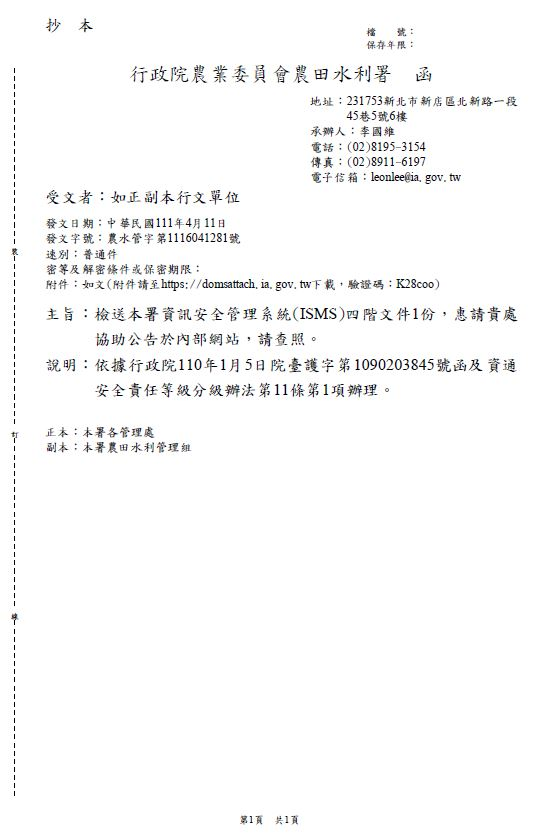 抄　本
檔　　號：
保存年限：
行政院農業委員會農田水利署　函
地址：231753新北市新店區北新路一段
45巷5號6樓
承辦人：李國維
電話：(02)8195-3154
傳真：(02)8911-6197
電子信箱：leonlee@ia.gov.tw
受文者：如正副本行文單位
發文日期：中華民國111年4月11日
發文字號：農水管字第1116041281號
速別：普通件
密等及解密條件或保密期限：
附件：如文(附件請至https://domsattach.ia.gov.tw下載，驗證碼：K28coo)
主旨：檢送本署資訊安全管理系統(ISMS)四階文件1份，惠請貴處
協助公告於內部網站，請查照。
說明：依據行政院110年1月5日院臺護字第1090203845號函及資通
安全責任等級分級辦法第11條第1項辦理。
正本：本署各管理處
副本：本署農田水利管理組
裝
訂
線
第1頁　共1頁